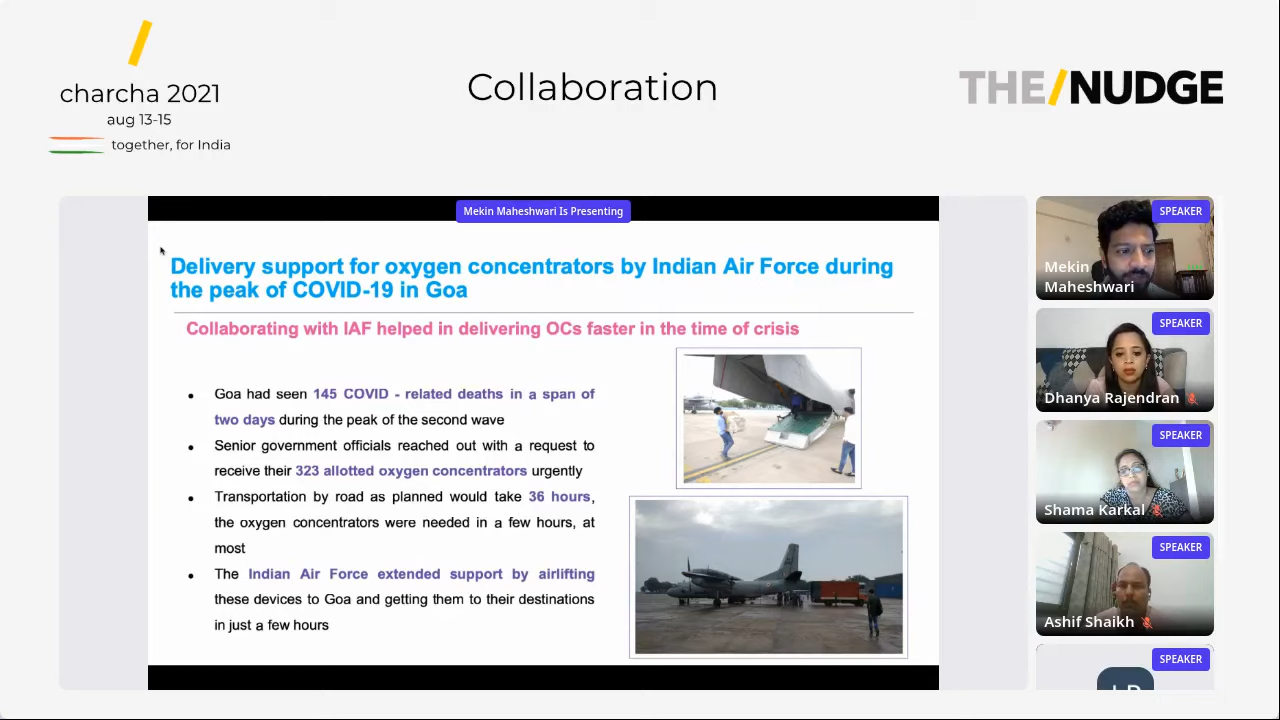 charcha 2021
aug 13-15
together, for India
Collaboration
THE/NUDGE
Mekin Maheshwari Is Presenting
Delivery support for oxygen concentrators by Indian Air Force during
the peak of COVID-19 in Goa
Collaborating with IAF helped in delivering OCs faster in the time of crisis
• Goa had seen 145 COVID - related deaths in a span of
two days during the peak of the second wave
• Senior government officials reached out with a request to
receive their 323 allotted oxygen concentrators urgently
• Transportation by road as planned would take 36 hours,
the oxygen concentrators were needed in a few hours, at
most
• The Indian Air Force extended support by airlifting
these devices to Goa and getting them to their destinations
in just a few hours
SPEAKER
Mekin
Maheshwari
SPEAKER
Dhanya Rajendran
SPEAKER
Shama Karkal
SPEAKER
Ashif Shaikh
SPEAKER